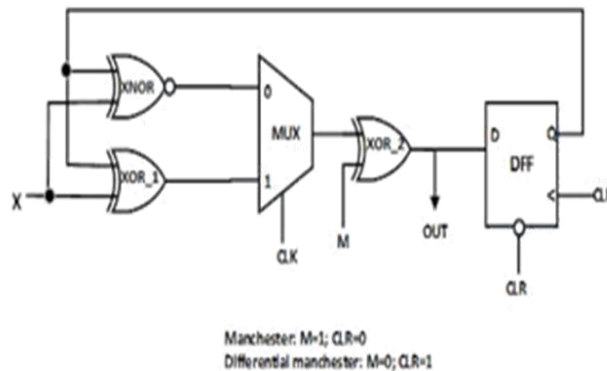 XNOR
0
MUX
XOR_2
D
Q
DFF
X
XOR_1
1
CLK
M
OUT
CLR
Manchester: M=1; CLR=0
Differential manchester: M=0; CLR=1